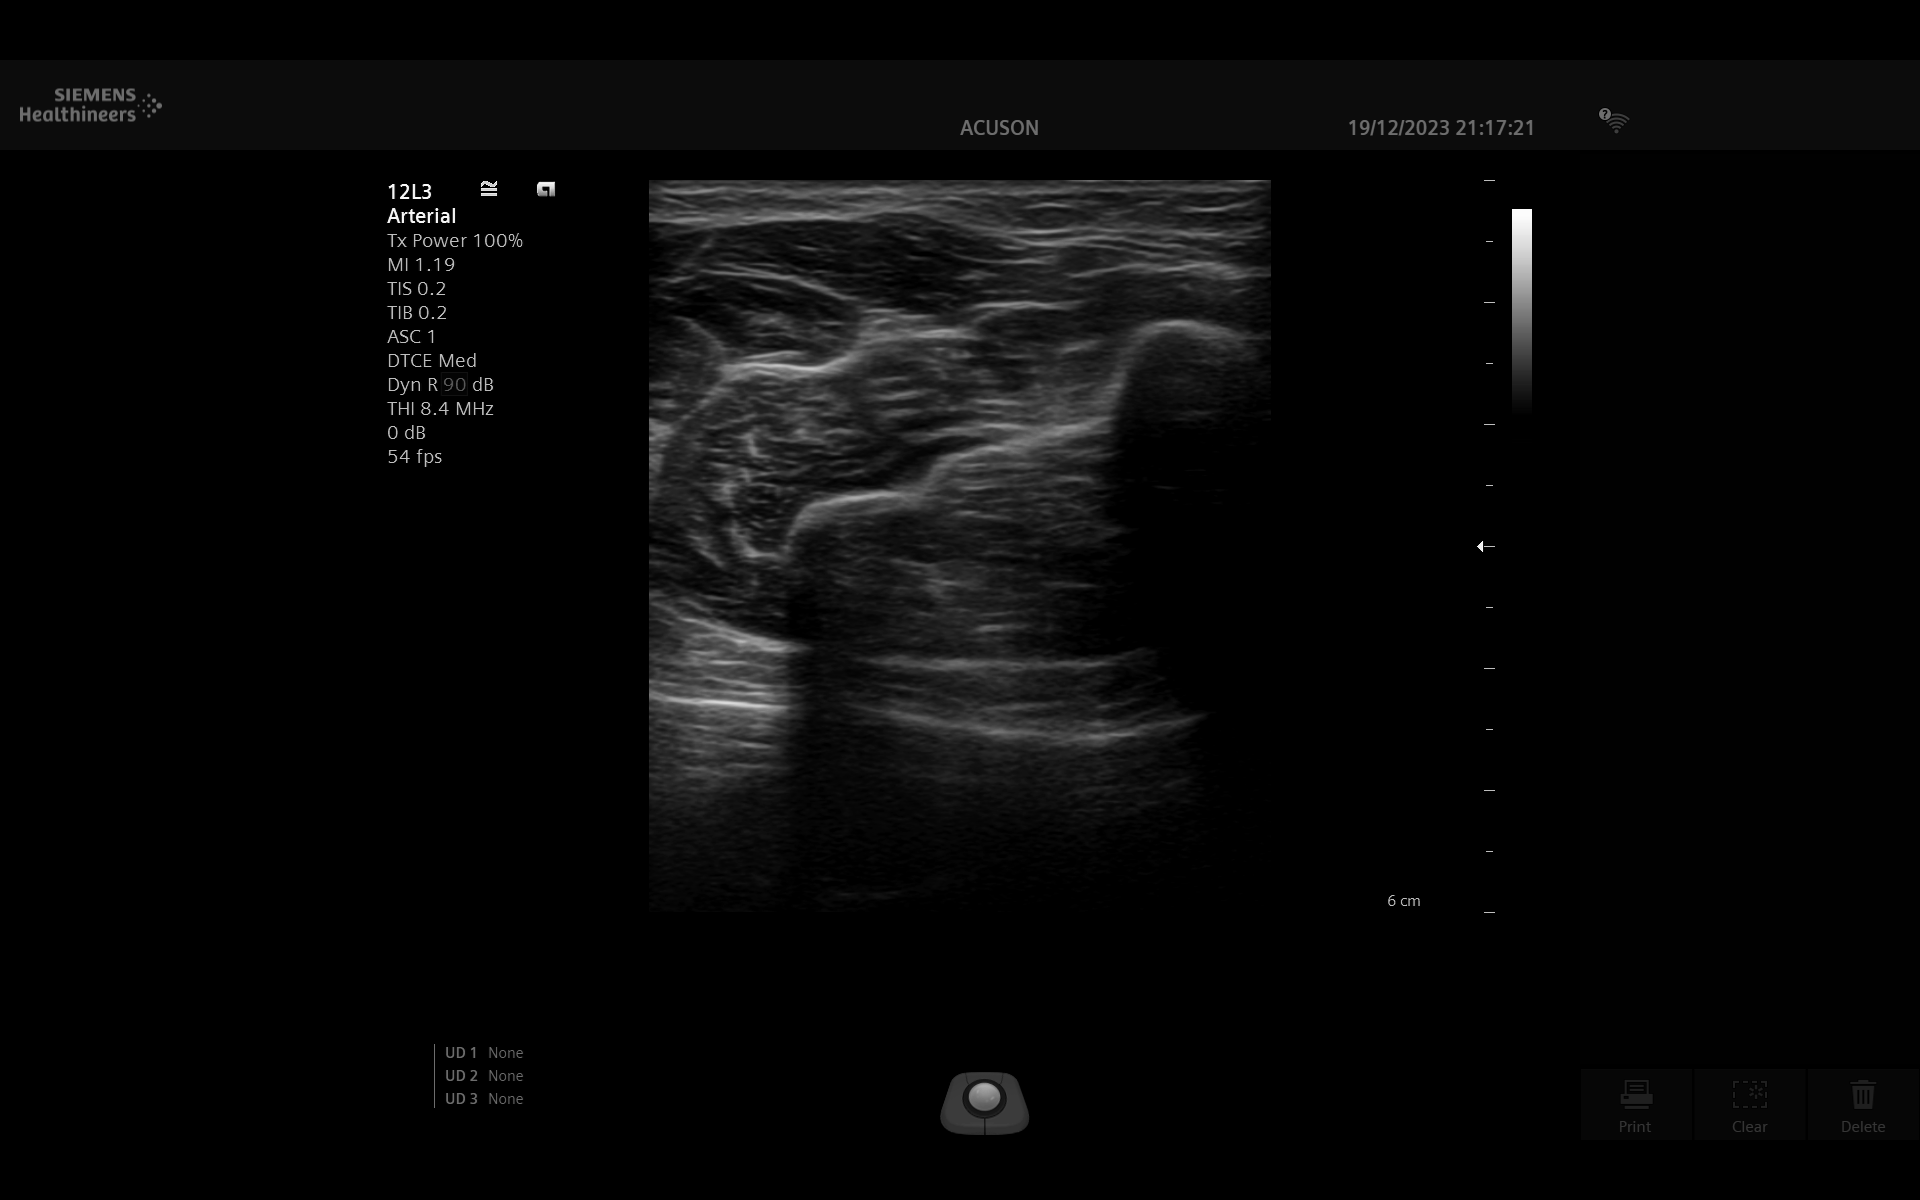 SIEMENS
Healthineers
ACUSON
19/12/2023 21:17:21
12L3
Arterial
Tx Power 100%
MI 1.19
TIS 0.2
TIB 0.2
ASC 1
DTCE Med
Dyn R 90 dB
THI 8.4 MHz
0 dB
54 fps
6 cm
UD 1 None
UD 2 None
UD 3 None
Print
Clear
Delete